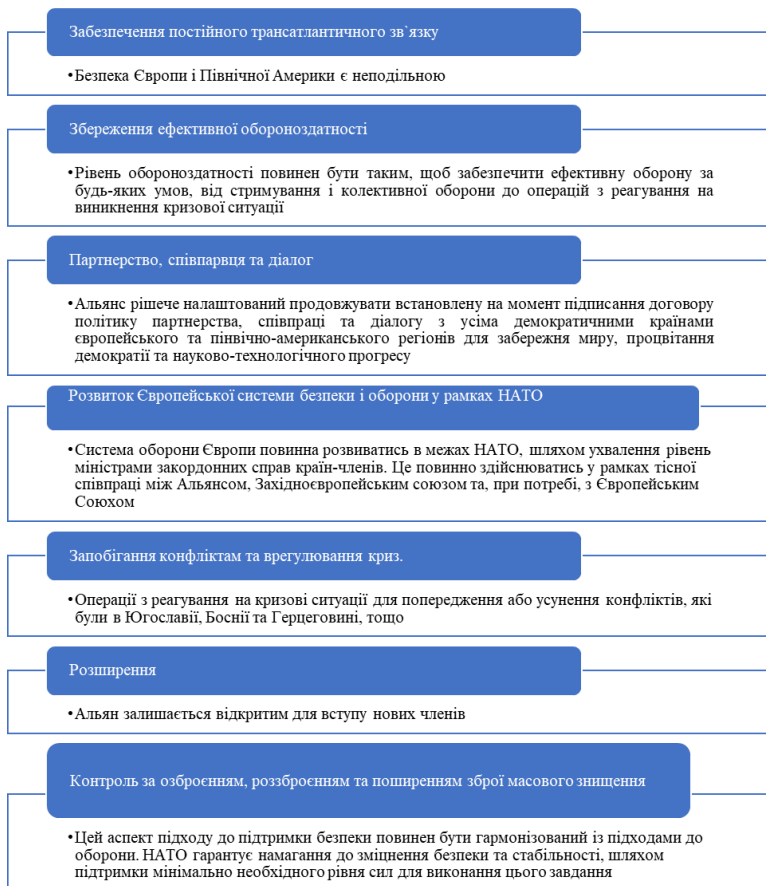 Забезпечення постійного трансатлантичного зв`язку
•Безпека Європи і Північної Америки є неподільною
Збереження ефективної обороноздатності
•Рівень обороноздатності повинен бути таким, щоб забезпечити ефективну оборону за
будь-яких умов, від стримування і колективної оборони до операцій з реагування на
виникнення кризової ситуації
Партнерство, співпарвця та діалог
•Альянс рішече налаштований продовжувати встановлену на момент підписання договору
політику партнерства, співпраці та діалогу з усіма демократичними країнами
європейського та пінвічно-американського регіонів для забережня миру, процвітання
демократії та науково-технологічного прогресу
Розвиток Європейської системи безпеки і оборони у рамках НАТО
•Система оборони Європи повинна розвиватись в межах НАТО, шляхом ухвалення рівень
міністрами закордонних справ країн-членів. Це повинно здійснюватись у рамках тісної
співпраці між Альянсом, Західноєвропейським союзом та, при потребі, з Європейським
Союхом
Запобігання конфліктам та врегулювання криз.
•Операції з реагування на кризові ситуації для попередження або усунення конфліктів, які
були в Югославії, Боснії та Герцеговині, тощо
Розширення
•Альян залишається відкритим для вступу нових членів
Контроль за озброєнням, роззброєнням та поширенням зброї масового знищення
•Цей аспект підходу до підтримки безпеки повинен бути гармонізований із підходами до
оборони. НАТО гарантує намагання до зміцнення безпеки та стабільності, шляхом
підтримки мінімально необхідного рівня сил для виконання цього завдання